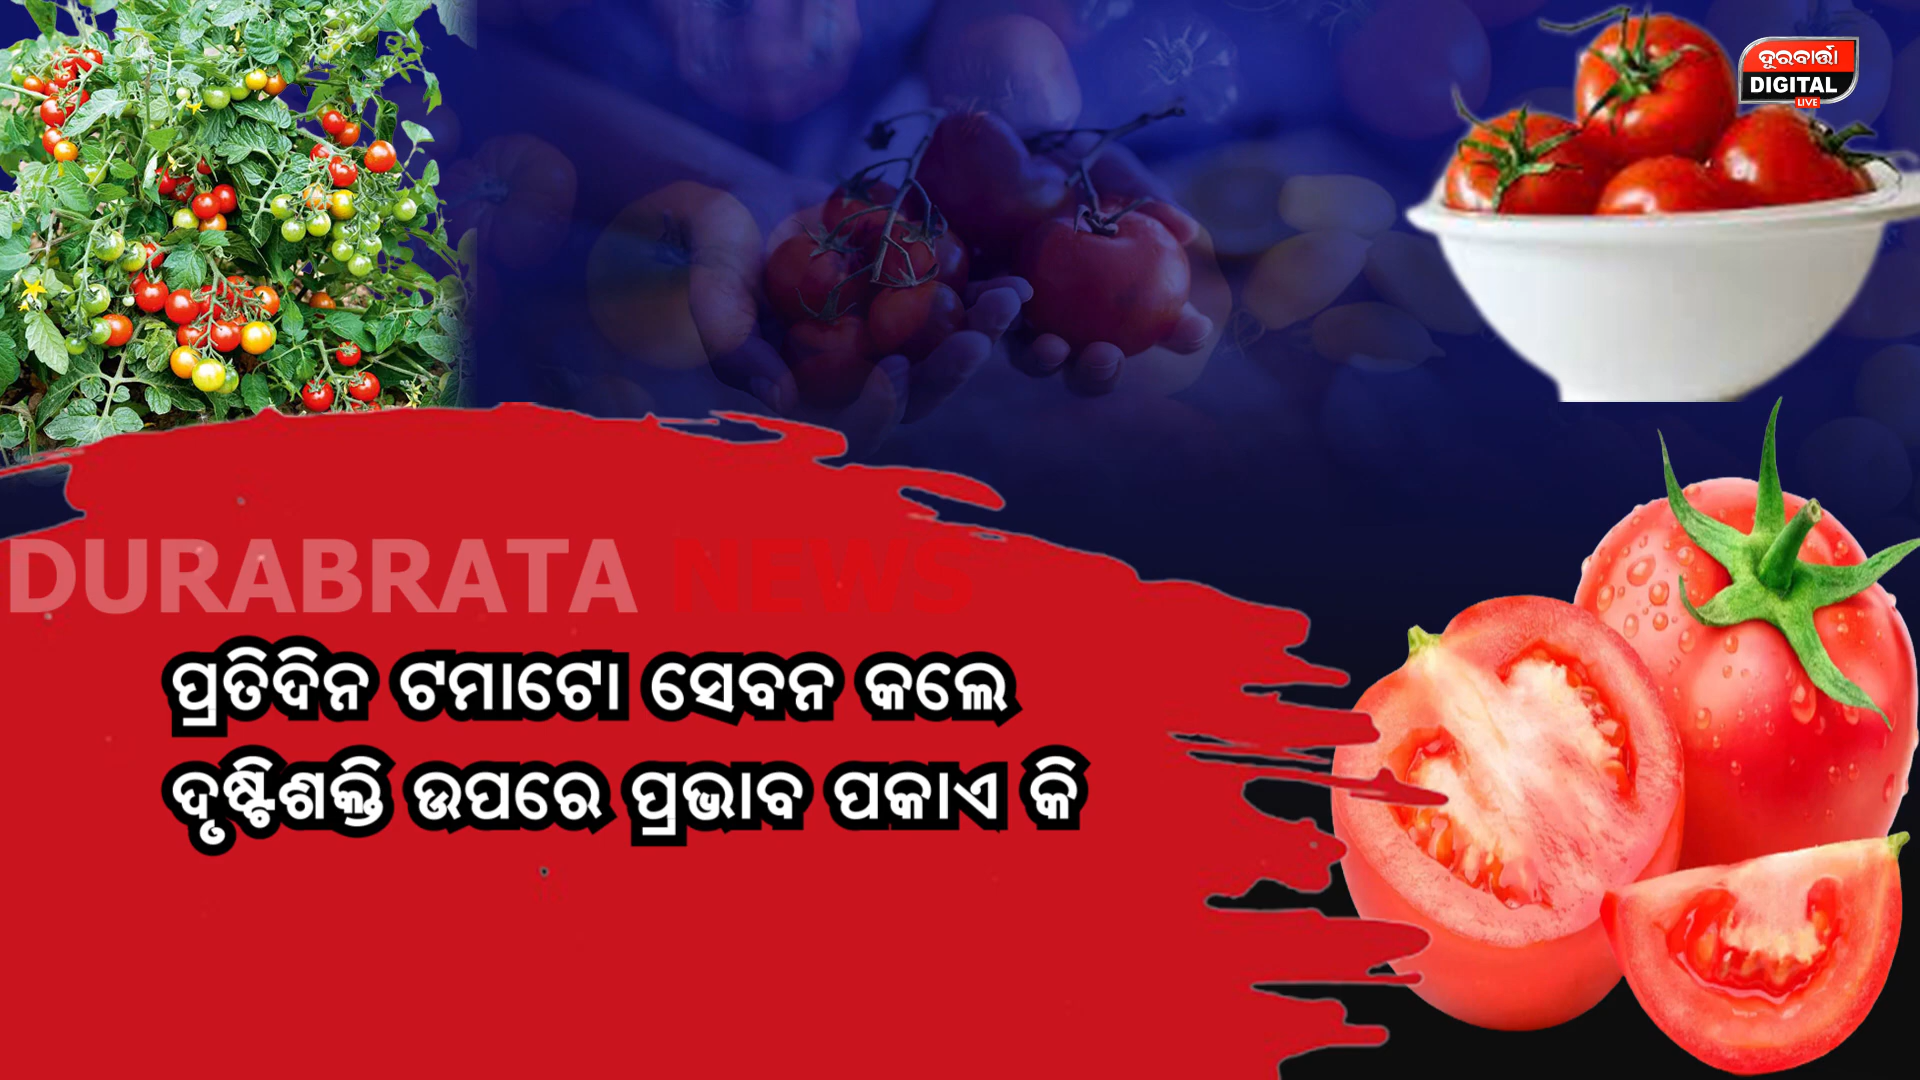 ଦୂରବାର୍ତ୍ତା
DIGITAL
LIVE
DURABRATA NEWS
ପ୍ରତିଦିନ ଟମାଟୋ ସେବନ କଲେ
ଦୃଷ୍ଟିଶକ୍ତି ଉପରେ ପ୍ରଭାବ ପକାଏ କି